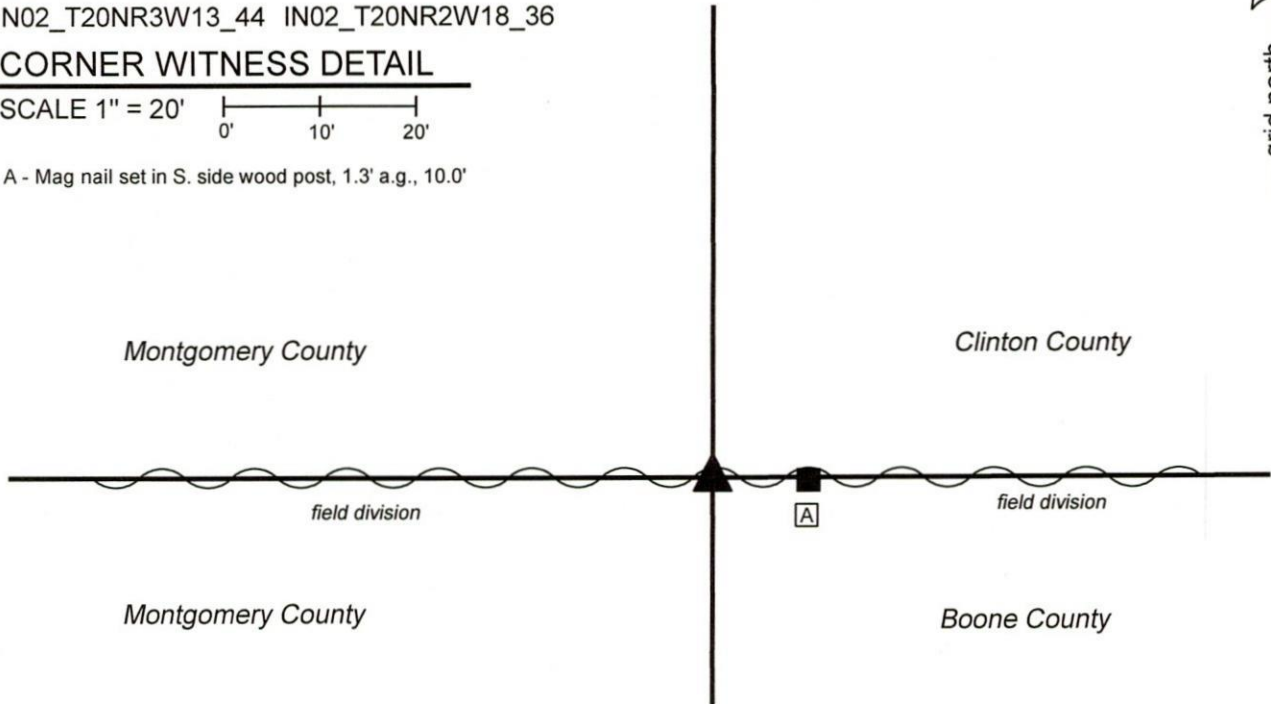 N02_T20NR3W13_44 IN02_T20NR2W18_36
CORNER WITNESS DETAIL
SCALE 1" = 20'
0' 10' 20'
A - Mag nail set in S. side wood post, 1.3' a.g., 10.0'
Montgomery County
Clinton County
field division
field division
A
Montgomery County
Boone County